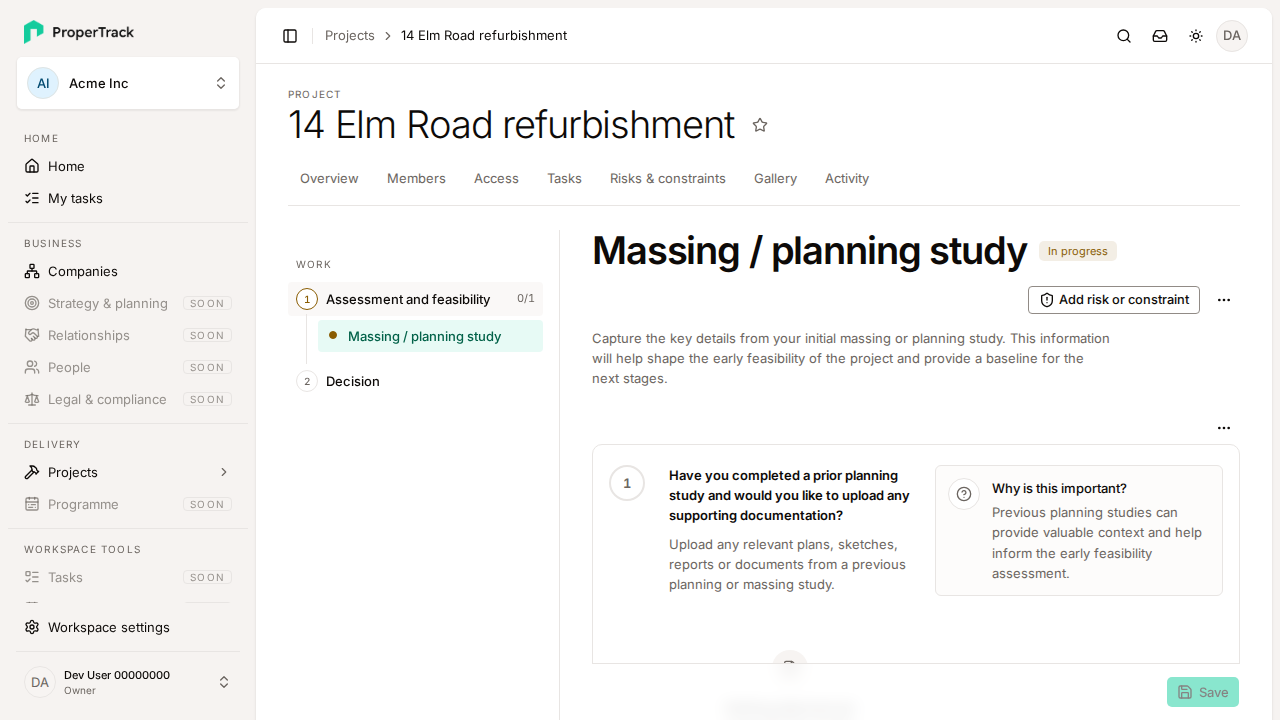 ProperTrack
AI
Acme Inc
HOME
Home
My tasks
BUSINESS
Companies
Strategy & planning SOON
Relationships SOON
People SOON
Legal & compliance SOON
DELIVERY
Projects
Programme SOON
WORKSPACE TOOLS
Tasks SOON
Workspace settings
DA
Dev User 00000000
Owner
Projects > 14 Elm Road refurbishment
DA
PROJECT
14 Elm Road refurbishment
Overview Members Access Tasks Risks & constraints Gallery Activity
WORK
1 Assessment and feasibility 0/1
Massing / planning study
2 Decision
Massing / planning study In progress
Add risk or constraint
Capture the key details from your initial massing or planning study. This information
will help shape the early feasibility of the project and provide a baseline for the
next stages.
1
Have you completed a prior planning
study and would you like to upload any
supporting documentation?
Upload any relevant plans, sketches,
reports or documents from a previous
planning or massing study.
Why is this important?
Previous planning studies can
provide valuable context and help
inform the early feasibility
assessment.
Save